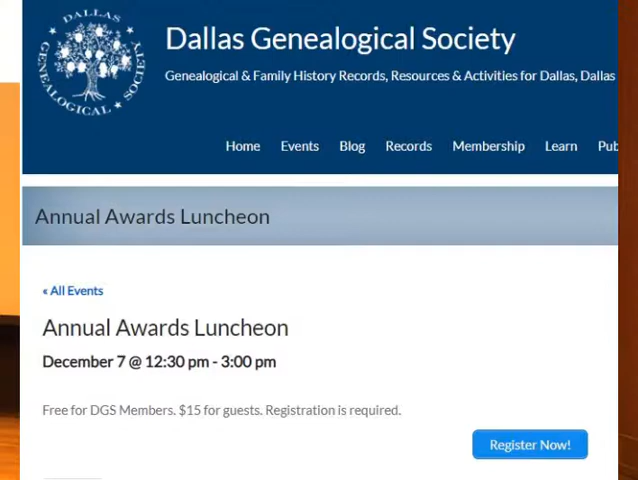 DALLAS
GENEALOGICAL
SOCIETY
Dallas Genealogical Society
Genealogical & Family History Records, Resources & Activities for Dallas, Dallas
Home Events Blog Records Membership Learn Pub
Annual Awards Luncheon
« All Events
Annual Awards Luncheon
December 7 @ 12:30 pm - 3:00 pm
Free for DGS Members. $15 for guests. Registration is required.
Register Now!